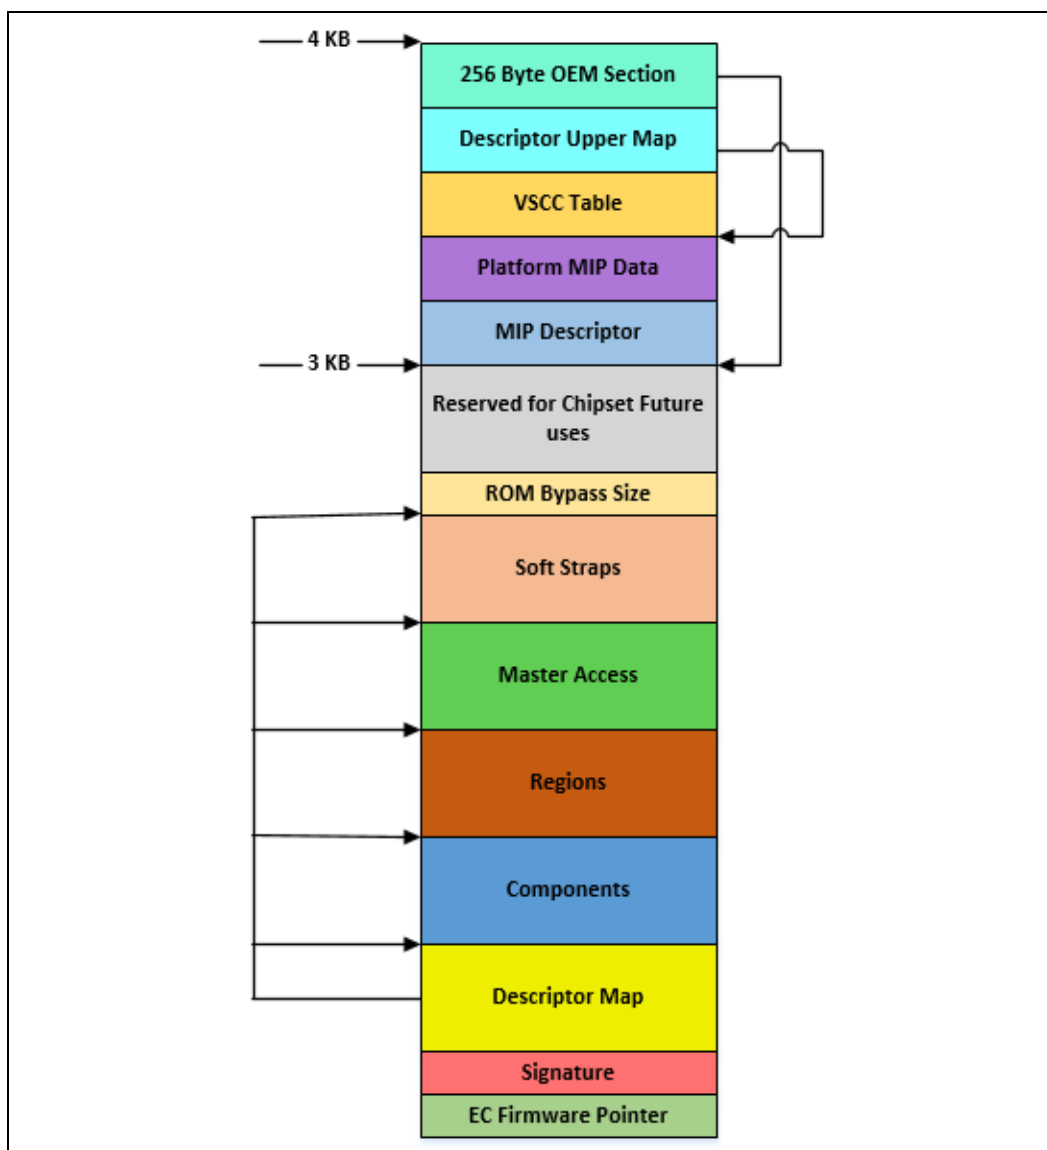 4 KB
256 Byte OEM Section
Descriptor Upper Map
VSCC Table
Platform MIP Data
MIP Descriptor
3 KB
Reserved for Chipset Future
uses
ROM Bypass Size
Soft Straps
Master Access
Regions
Components
Descriptor Map
Signature
EC Firmware Pointer